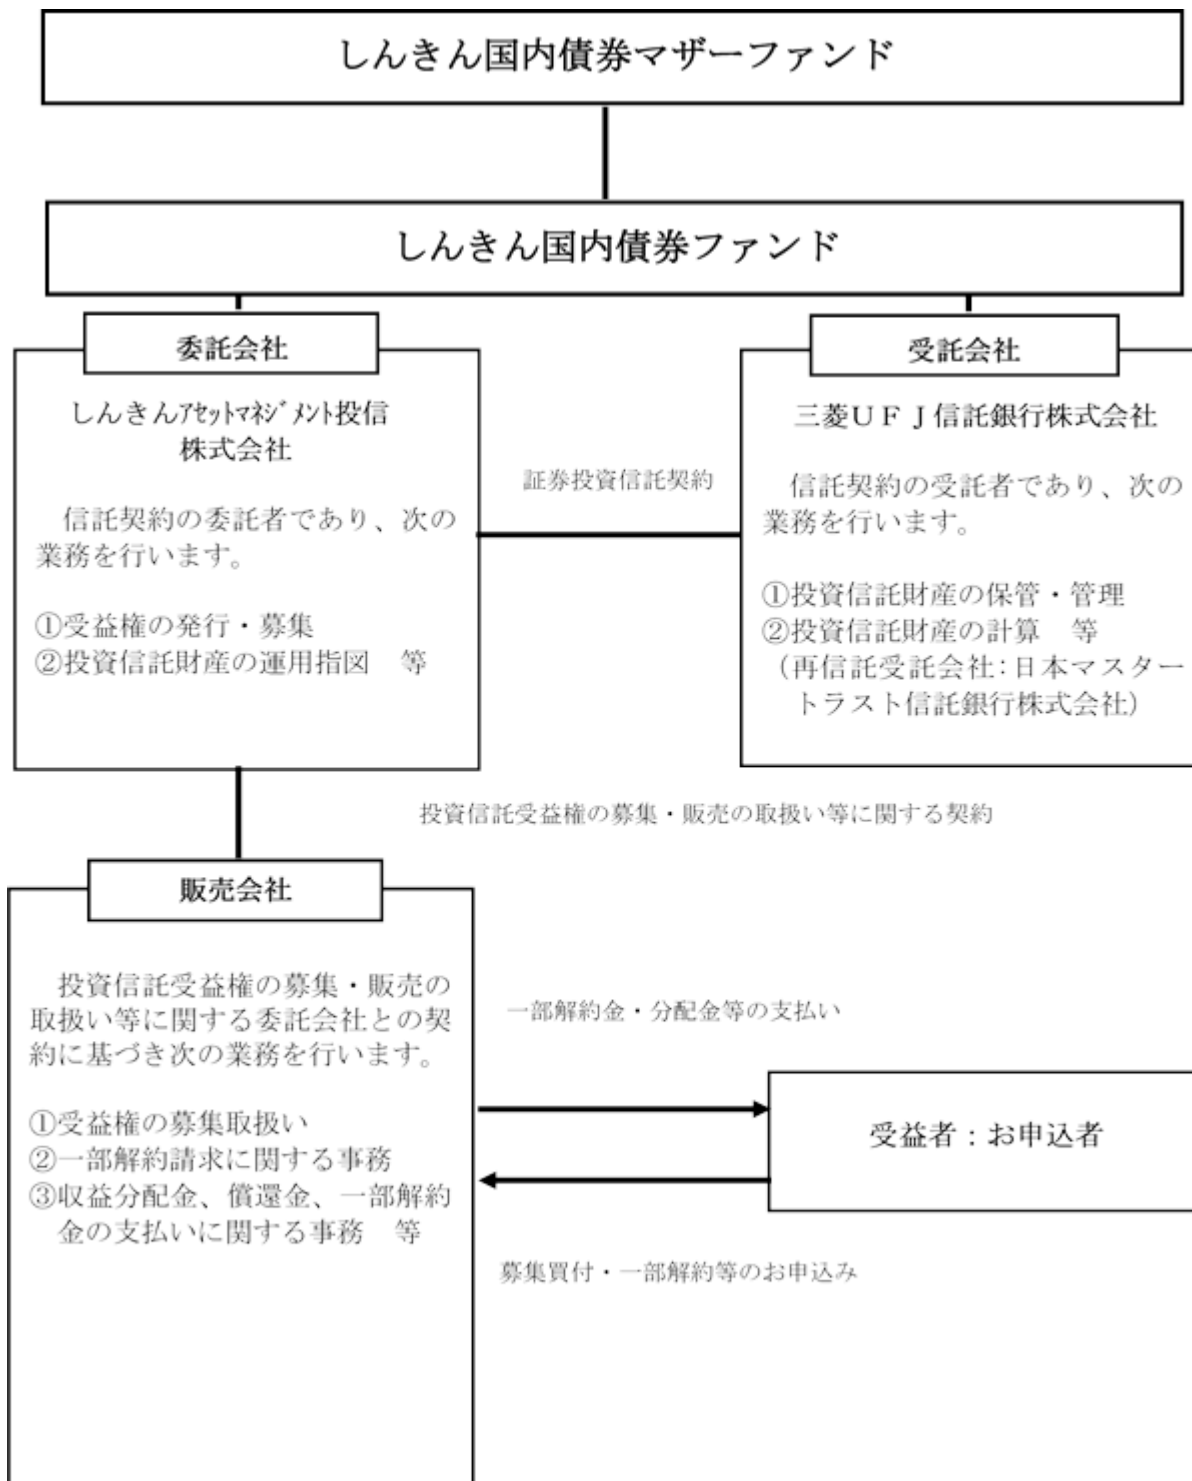 しんきん国内債券マザーファンド
しんきん国内債券ファンド
委託会社
しんきんｱｾｯﾄﾏﾈｼﾞﾒﾝﾄ投信
株式会社
信託契約の委託者であり、次の
業務を行います。
①受益権の発行・募集
②投資信託財産の運用指図　等
証券投資信託契約
受託会社
三菱ＵＦＪ信託銀行株式会社
信託契約の受託者であり、次の
業務を行います。
①投資信託財産の保管・管理
②投資信託財産の計算　等
（再信託受託会社：日本マスター
トラスト信託銀行株式会社）
投資信託受益権の募集・販売の取扱い等に関する契約
販売会社
投資信託受益権の募集・販売の
取扱い等に関する委託会社との契
約に基づき次の業務を行います。
①受益権の募集取扱い
②一部解約請求に関する事務
③収益分配金、償還金、一部解約
金の支払いに関する事務　等
一部解約金・分配金等の支払い
受益者：お申込者
募集買付・一部解約等のお申込み